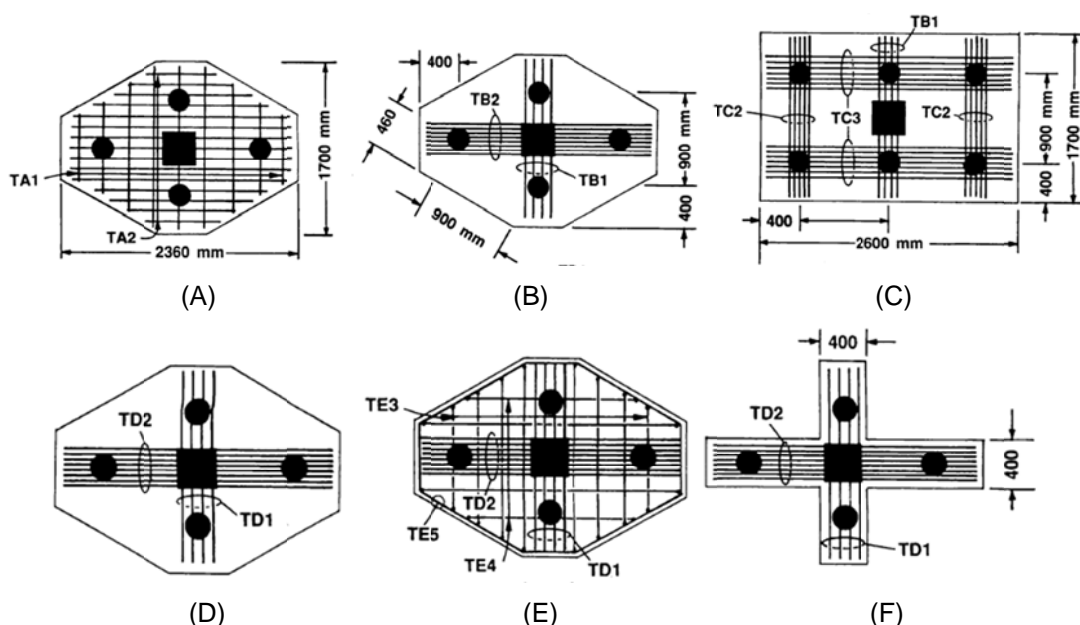 TA1
TA2
1700 mm
2360 mm
(A)
400
460
TB2
TB1
900 mm
400
900 mm
(B)
TB1
TC2
TC3
TC2
900 mm
1700 mm
400
400
2600 mm
(C)
TD2
TD1
(D)
TE3
TD2
TE5
TE4
TD1
(E)
400
TD2
400
TD1
(F)